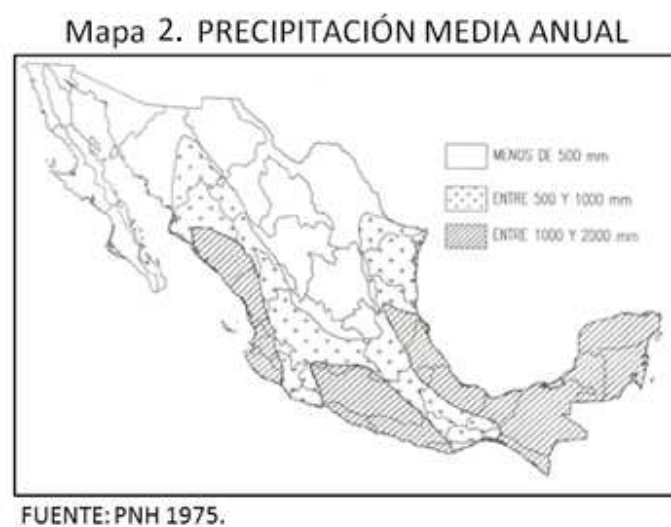 Mapa 2. PRECIPITACIÓN MEDIA ANUAL
MENOS DE 500 mm
ENTRE 500 Y 1000 mm
ENTRE 1000 Y 2000 mm
FUENTE: PNH 1975.